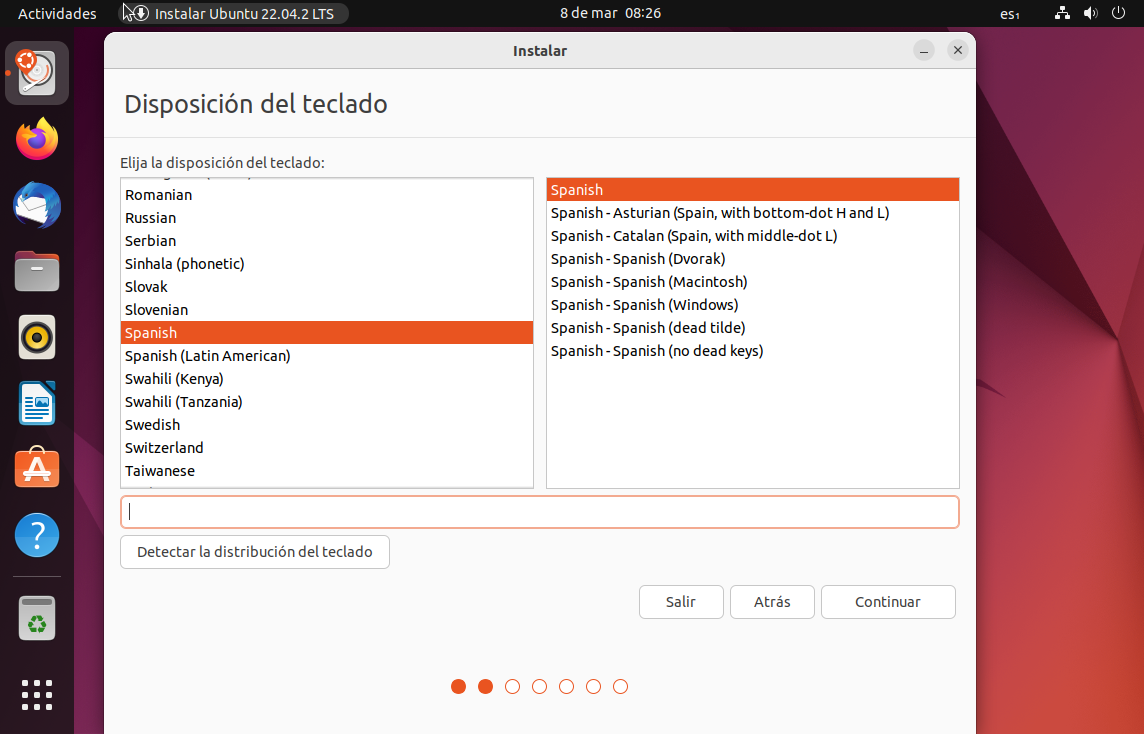 Actividades
Instalar Ubuntu 22.04.2 LTS
8 de mar 08:26
es₁
Instalar
Disposición del teclado
Elija la disposición del teclado:
Romanian
Russian
Serbian
Sinhala (phonetic)
Slovak
Slovenian
Spanish
Spanish (Latin American)
Swahili (Kenya)
Swahili (Tanzania)
Swedish
Switzerland
Taiwanese
Spanish
Spanish - Asturian (Spain, with bottom-dot H and L)
Spanish - Catalan (Spain, with middle-dot L)
Spanish - Spanish (Dvorak)
Spanish - Spanish (Macintosh)
Spanish - Spanish (Windows)
Spanish - Spanish (dead tilde)
Spanish - Spanish (no dead keys)
Detectar la distribución del teclado
Salir
Atrás
Continuar